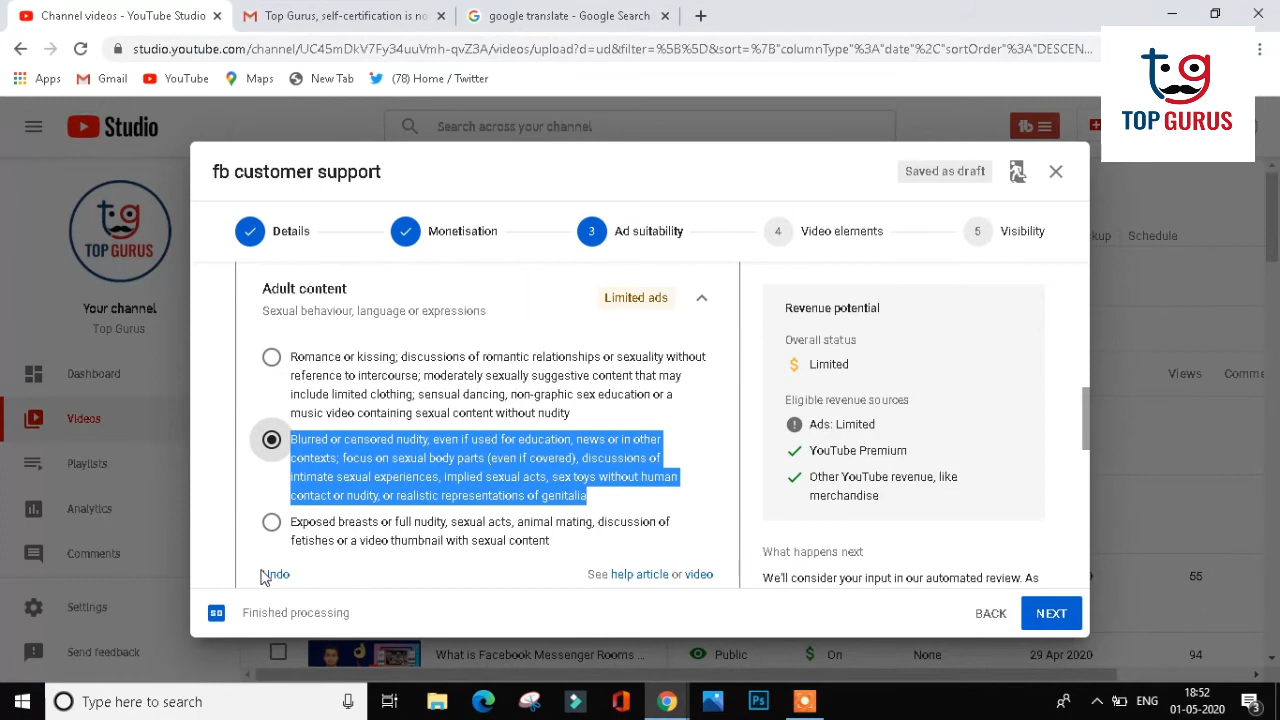 Channel videos - YouTube Studio
Top Gurus, self-certification is no
google translate - Google Search
studio.youtube.com/channel/UC45mDkV7Fy34uuVmh-qvZ3A/videos/upload?d=ud&filter=%5B%5D&sort=%7B"columnType"%3A"date"%2C"sortOrder"%3A"DESCEN...
Apps
Gmail
YouTube
Maps
New Tab
(78) Home / Twitter
tg
TOP GURUS
Studio
Search across your channel
tb
fb customer support
Saved as draft
Details
Monetisation
3
Ad suitability
4
Video elements
5
Visibility
Schedule
tg
TOP GURUS
Your channel
Top Gurus
Dashboard
Videos
Playlists
Analytics
Comments
Settings
Send feedback
Adult content
Limited ads
Sexual behaviour, language or expressions
Romance or kissing; discussions of romantic relationships or sexuality without
reference to intercourse; moderately sexually suggestive content that may
include limited clothing; sensual dancing, non-graphic sex education or a
music video containing sexual content without nudity
Blurred or censored nudity, even if used for education, news or in other
contexts; focus on sexual body parts (even if covered), discussions of
intimate sexual experiences, implied sexual acts, sex toys without human
contact or nudity, or realistic representations of genitalia
Exposed breasts or full nudity, sexual acts, animal mating, discussion of
fetishes or a video thumbnail with sexual content
Undo
See help article or video
Revenue potential
Overall status
$ Limited
Eligible revenue sources
Ads: Limited
YouTube Premium
Other YouTube revenue, like
merchandise
What happens next
We'll consider your input in our automated review. As
Views
Comme
55
SD
Finished processing
BACK
NEXT
What is Facebook Messenger Rooms ...
Public
$ On
None
29 Apr 2020
94
Type here to search
Ps
ENG
18:52
01-05-2020
3